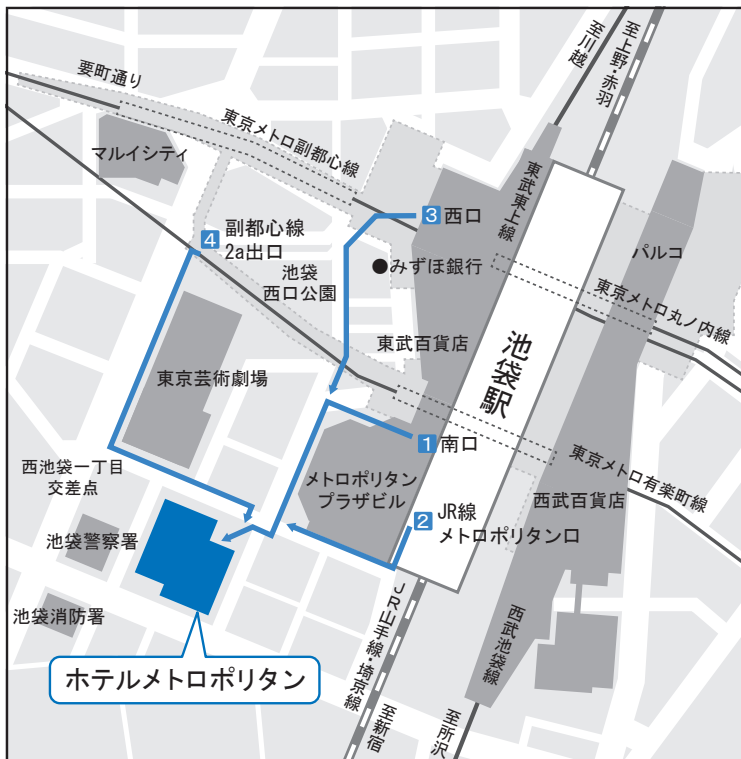 至川越
至上野・赤羽
要町通り
東京メトロ副都心線
マルイシティ
東武東上線
3 西口
4 副都心線
2a出口
パルコ
池袋
西口公園
●みずほ銀行
東京メトロ丸ノ内線
東武百貨店
池袋駅
東京芸術劇場
1 南口
東京メトロ有楽町線
西池袋一丁目
交差点
メトロポリタン
プラザビル
西武百貨店
2 JR線
メトロポリタン口
池袋警察署
池袋消防署
JR山手線・埼京線
西武池袋線
ホテルメトロポリタン
至新宿
至所沢